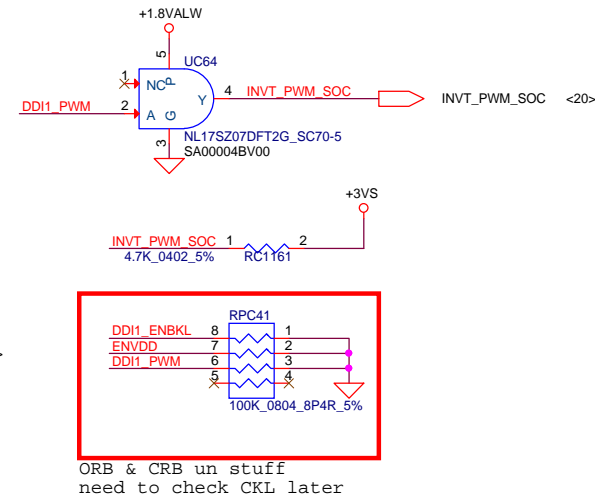 +1.8VALW
5
UC64
1
NC
P
4
INVT_PWM_SOC
INVT_PWM_SOC <20>
DDI1_PWM
2
A
G
Y
3
NL17SZ07DFT2G_SC70-5
SA00004BV00
+3VS
INVT_PWM_SOC
1
2
4.7K_0402_5%
RC1161
RPC41
DDI1_ENBKL
8
1
ENVDD
7
2
DDI1_PWM
6
3
5
4
100K_0804_8P4R_5%
ORB & CRB un stuff
need to check CKL later